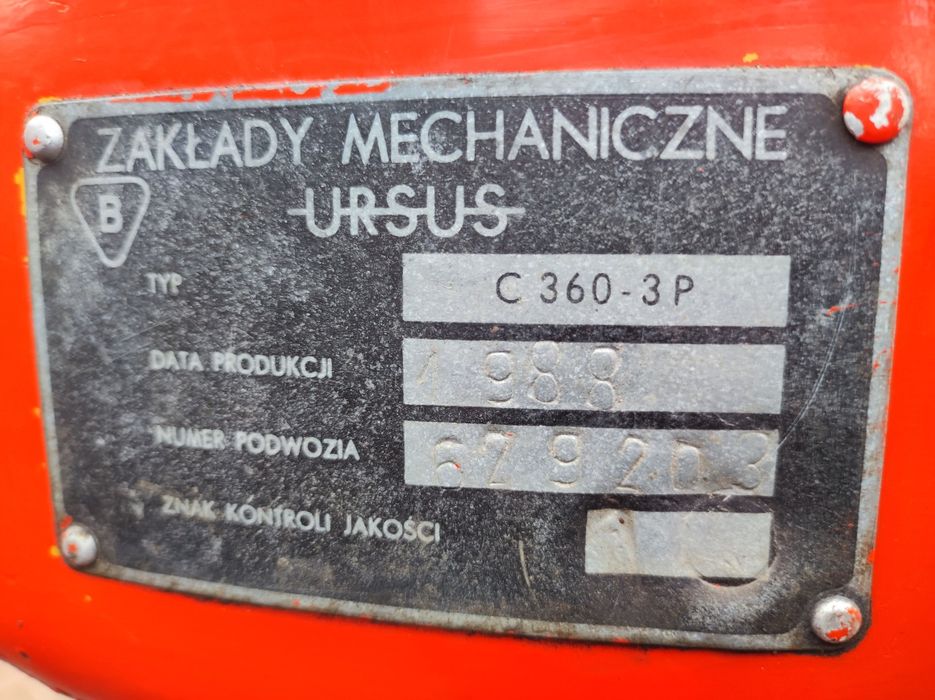 ZAKŁADY MECHANICZNE
B
URSUS
TYP C 360-3P
DATA PRODUKCJI 1988
NUMER PODWOZIA 679203
ZNAK KONTROLI JAKOŚCI